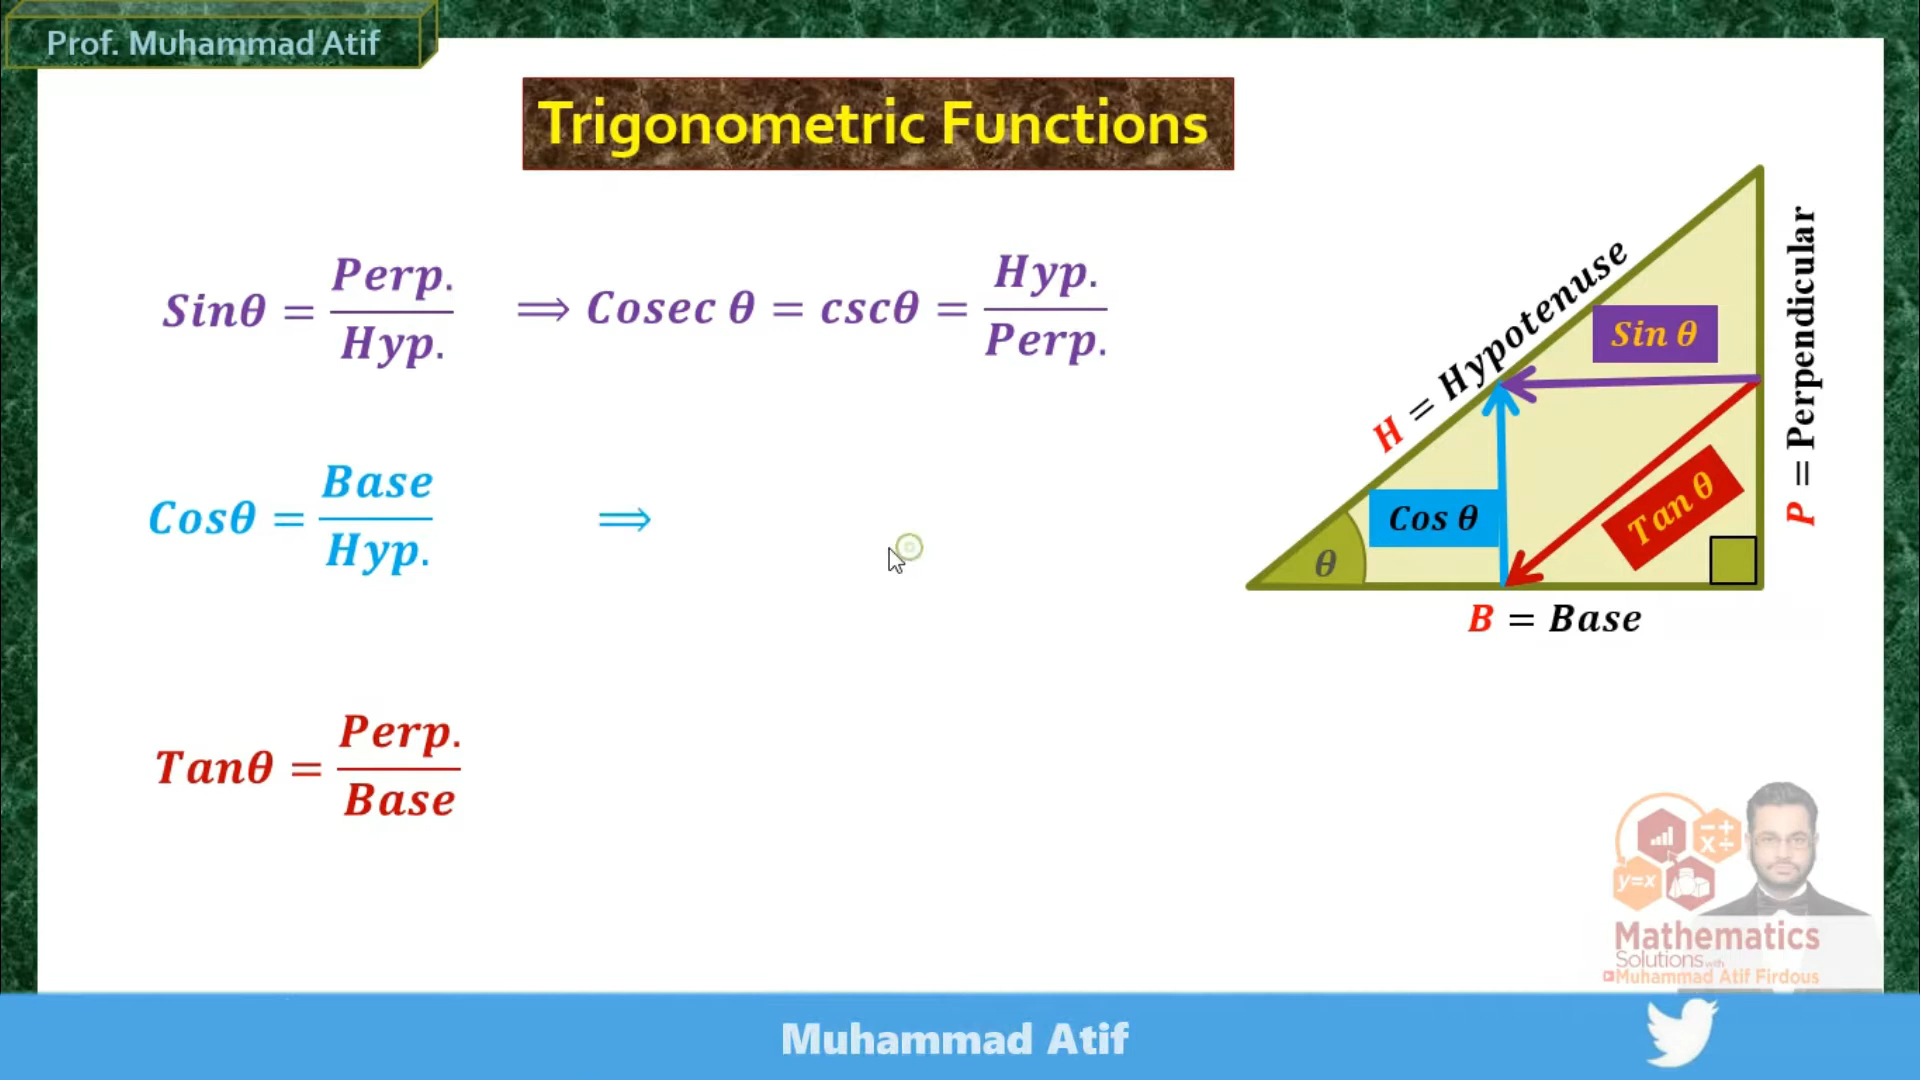 Prof. Muhammad Atif
Trigonometric Functions
Sinθ = Perp. / Hyp. ⟹ Cosec θ = cscθ = Hyp. / Perp.
Cosθ = Base / Hyp. ⟹
Tanθ = Perp. / Base
H = Hypotenuse
Sin θ
P = Perpendicular
Cos θ
Tan θ
θ
B = Base
y=x
Mathematics
Solutions with
Muhammad Atif Firdous
Muhammad Atif